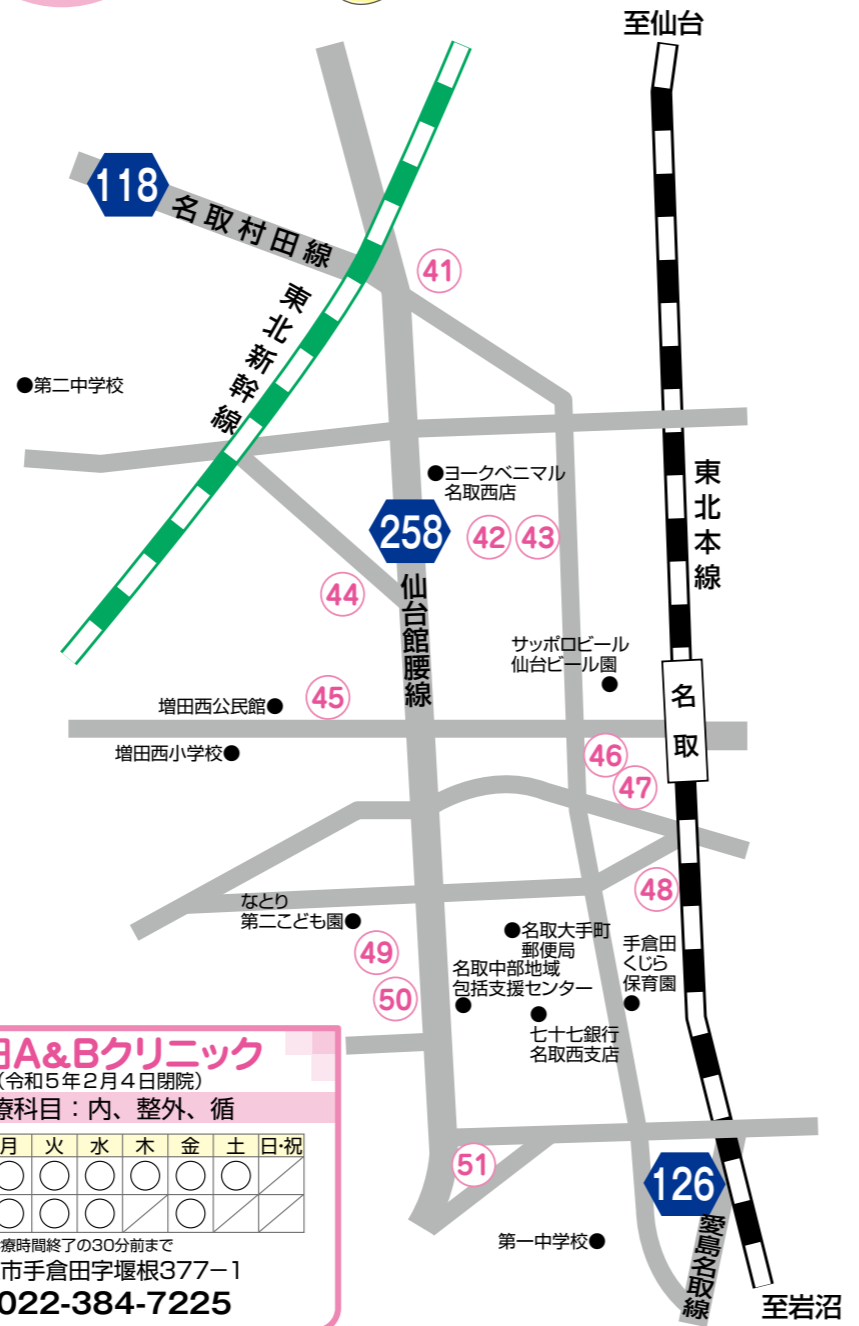 至仙台
118
名取村田線
41
東北新幹線
●第二中学校
●ヨークベニマル
名取西店
東北本線
258
42
43
仙台館腰線
44
サッポロビール
仙台ビール園
名取
45
増田西公民館●
増田西小学校●
46
47
48
なとり
第二こども園●
●名取大手町
郵便局
手倉田
くじら
保育園
49
名取中部地域
包括支援センター
50
七十七銀行
名取西支店
51
126
愛島名取線
第一中学校●
至岩沼
A&Bクリニック
(令和5年2月4日閉院)
療科目:内、整外、循
月 火 水 木 金 土 日・祝
○ ○ ○ ○ ○ ○ /
○ ○ ○ / ○ / /
療時間終了の30分前まで
市手倉田字堰根377−1
022-384-7225